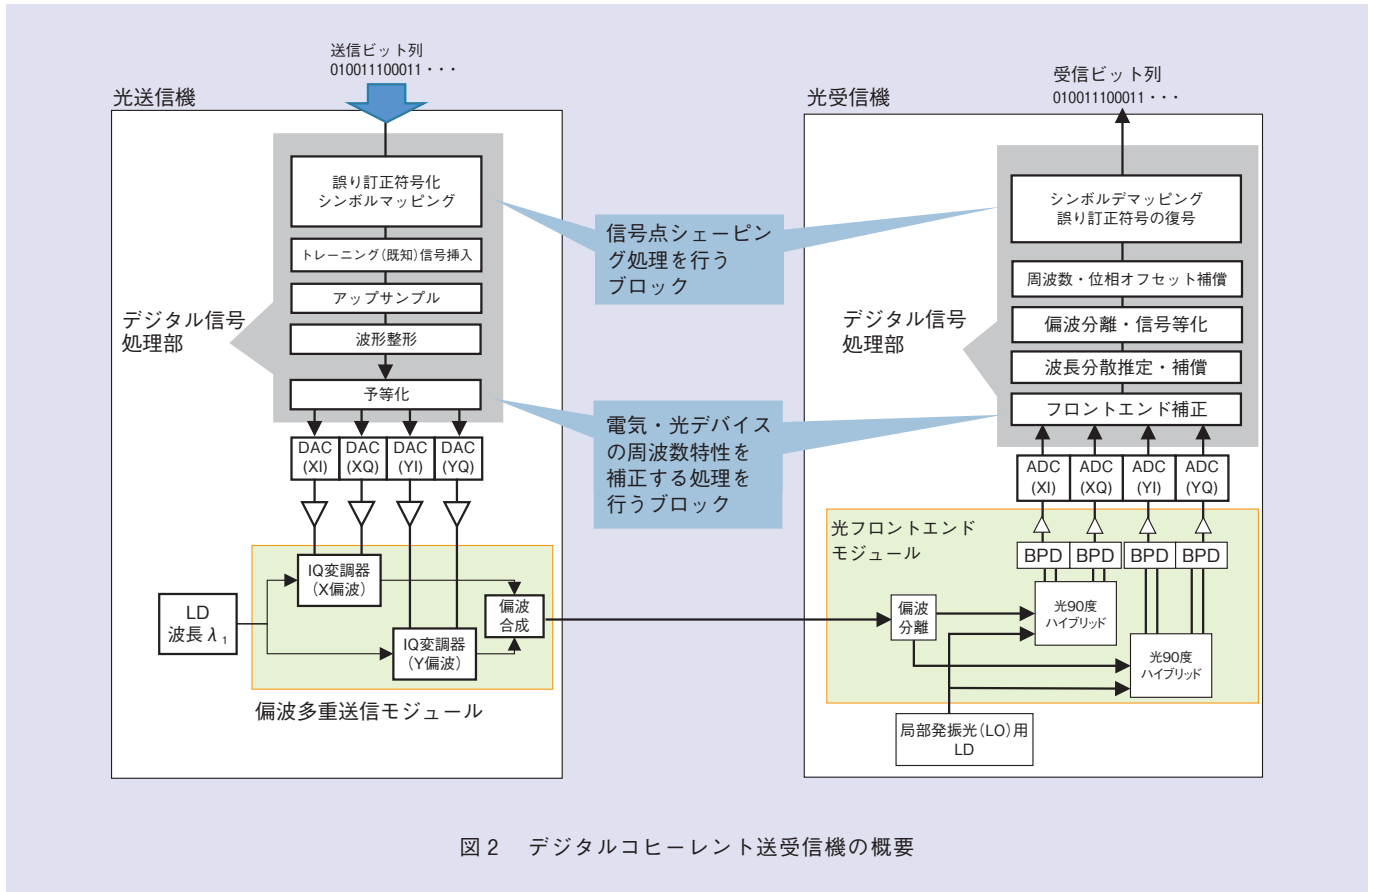 送信ビット列
010011100011・・・
光送信機
誤り訂正符号化
シンボルマッピング
トレーニング(既知)信号挿入
アップサンプル
波形整形
予等化
デジタル信号
処理部
DAC
(XI)
DAC
(XQ)
DAC
(YI)
DAC
(YQ)
IQ変調器
(X偏波)
IQ変調器
(Y偏波)
偏波
合成
LD
波長λ1
偏波多重送信モジュール
信号点シェーピン
グ処理を行う
ブロック
電気・光デバイス
の周波数特性を
補正する処理を
行うブロック
受信ビット列
010011100011・・・
光受信機
シンボルデマッピング
誤り訂正符号の復号
周波数・位相オフセット補償
偏波分離・信号等化
波長分散推定・補償
フロントエンド補正
デジタル信号
処理部
ADC
(XI)
ADC
(XQ)
ADC
(YI)
ADC
(YQ)
光フロントエンド
モジュール
BPD
BPD
BPD
BPD
偏波
分離
光90度
ハイブリッド
光90度
ハイブリッド
局部発振光(LO)用
LD
図2 デジタルコヒーレント送受信機の概要